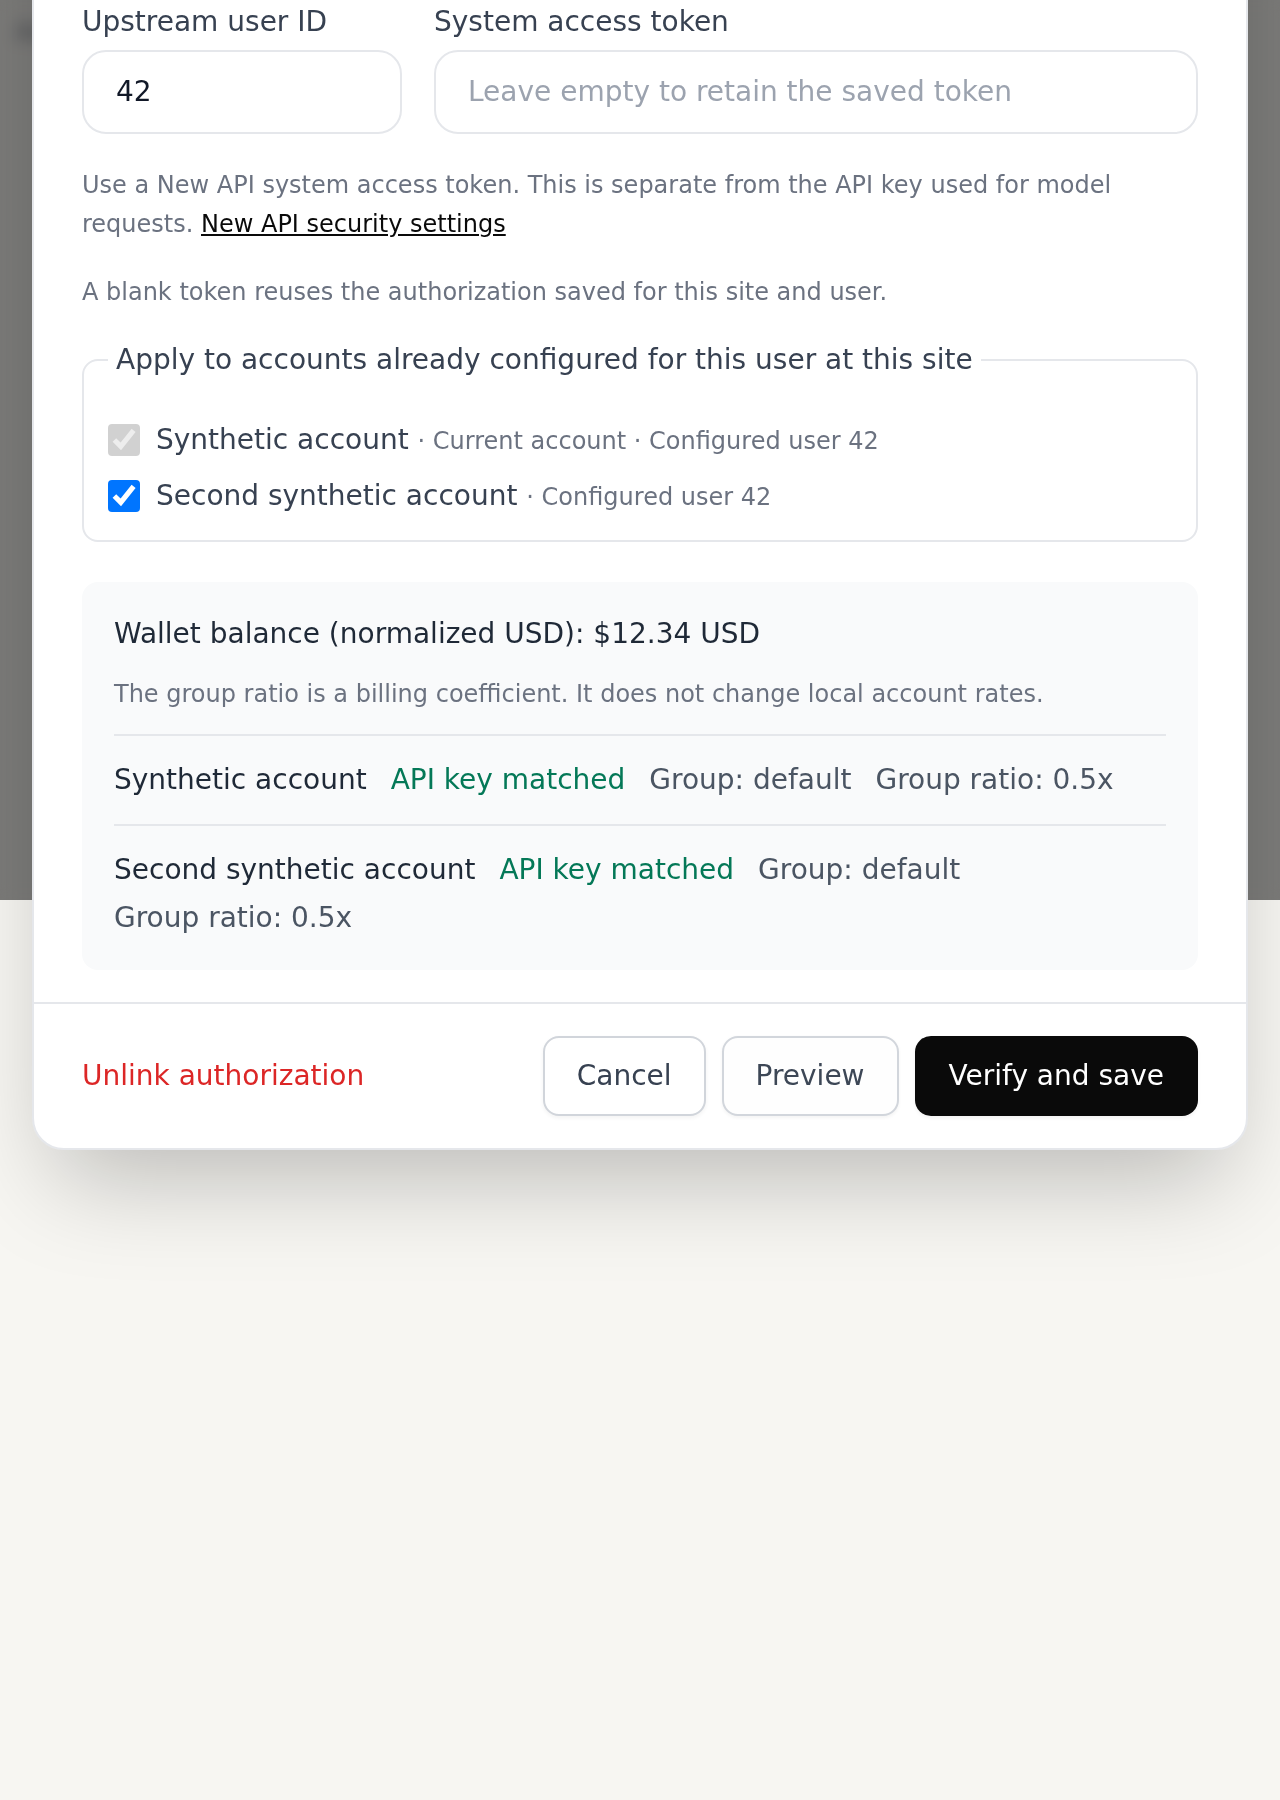 Upstream user ID
System access token
42
Leave empty to retain the saved token
Use a New API system access token. This is separate from the API key used for model
requests. New API security settings
A blank token reuses the authorization saved for this site and user.
Apply to accounts already configured for this user at this site
Synthetic account · Current account · Configured user 42
Second synthetic account · Configured user 42
Wallet balance (normalized USD): $12.34 USD
The group ratio is a billing coefficient. It does not change local account rates.
Synthetic account API key matched Group: default Group ratio: 0.5x
Second synthetic account API key matched Group: default
Group ratio: 0.5x
Unlink authorization
Cancel
Preview
Verify and save